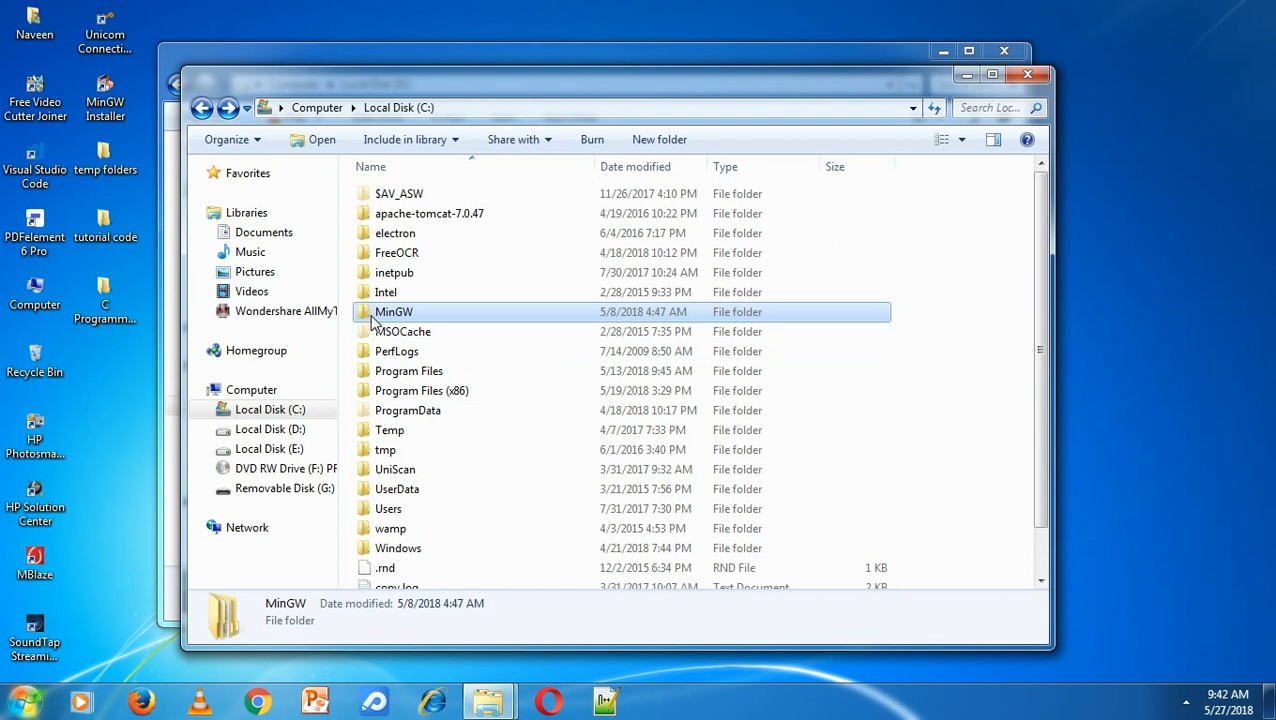 Naveen
Unicom
Connecti...
Free Video
Cutter Joiner
MinGW
Installer
Visual Studio
Code
temp folders
PDFelement
6 Pro
tutorial code
Computer
C
Programm...
Recycle Bin
HP
Photosma...
HP Solution
Center
MBlaze
SoundTap
Streami...
Computer
Local Disk (C:)
Search Loc...
Organize
Open
Include in library
Share with
Burn
New folder
Favorites
Libraries
Documents
Music
Pictures
Videos
Wondershare AllMyT
Homegroup
Computer
Local Disk (C:)
Local Disk (D:)
Local Disk (E:)
DVD RW Drive (F:) PF
Removable Disk (G:)
Network
Name Date modified Type Size
$AV_ASW 11/26/2017 4:10 PM File folder
apache-tomcat-7.0.47 4/19/2016 10:22 PM File folder
electron 6/4/2016 7:17 PM File folder
FreeOCR 4/18/2018 10:12 PM File folder
inetpub 7/30/2017 10:24 AM File folder
Intel 2/28/2015 9:33 PM File folder
MinGW 5/8/2018 4:47 AM File folder
MSOCache 2/28/2015 7:35 PM File folder
PerfLogs 7/14/2009 8:50 AM File folder
Program Files 5/13/2018 9:45 AM File folder
Program Files (x86) 5/19/2018 3:29 PM File folder
ProgramData 4/18/2018 10:17 PM File folder
Temp 4/7/2017 7:33 PM File folder
tmp 6/1/2016 3:40 PM File folder
UniScan 3/31/2017 9:32 AM File folder
UserData 3/21/2015 7:56 PM File folder
Users 7/31/2017 7:30 PM File folder
wamp 4/3/2015 4:53 PM File folder
Windows 4/21/2018 7:44 PM File folder
.rnd 12/2/2015 6:34 PM RND File 1 KB
copy.log 3/31/2017 10:07 AM Text Document 2 KB
MinGW Date modified: 5/8/2018 4:47 AM
File folder
9:42 AM
5/27/2018